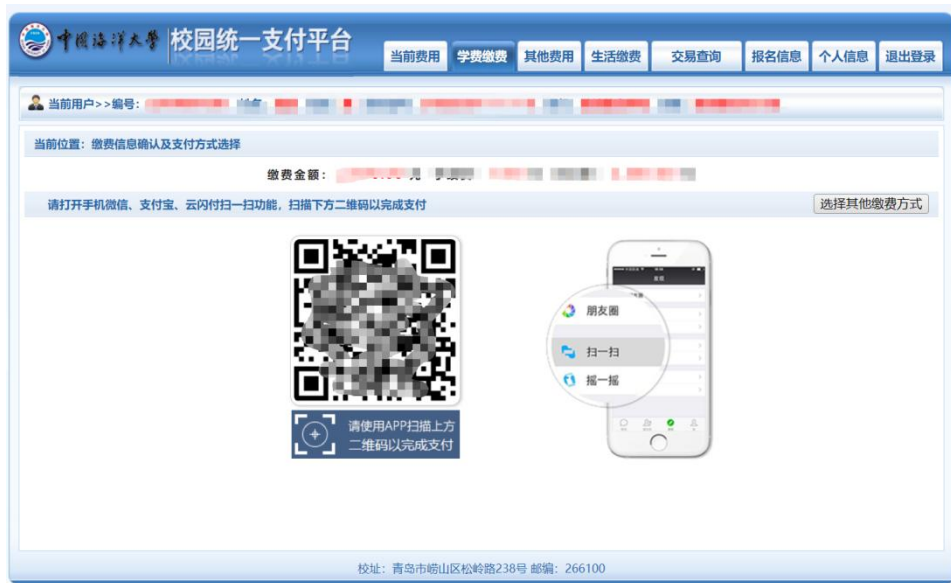 中国海洋大学 校园统一支付平台
当前费用 学费缴费 其他费用 生活缴费 交易查询 报名信息 个人信息 退出登录
当前用户>>编号:
当前位置：缴费信息确认及支付方式选择
缴费金额：
请打开手机微信、支付宝、云闪付扫一扫功能，扫描下方二维码以完成支付 选择其他缴费方式
朋友圈
扫一扫
摇一摇
请使用APP扫描上方
二维码以完成支付
校址：青岛市崂山区松岭路238号 邮编：266100